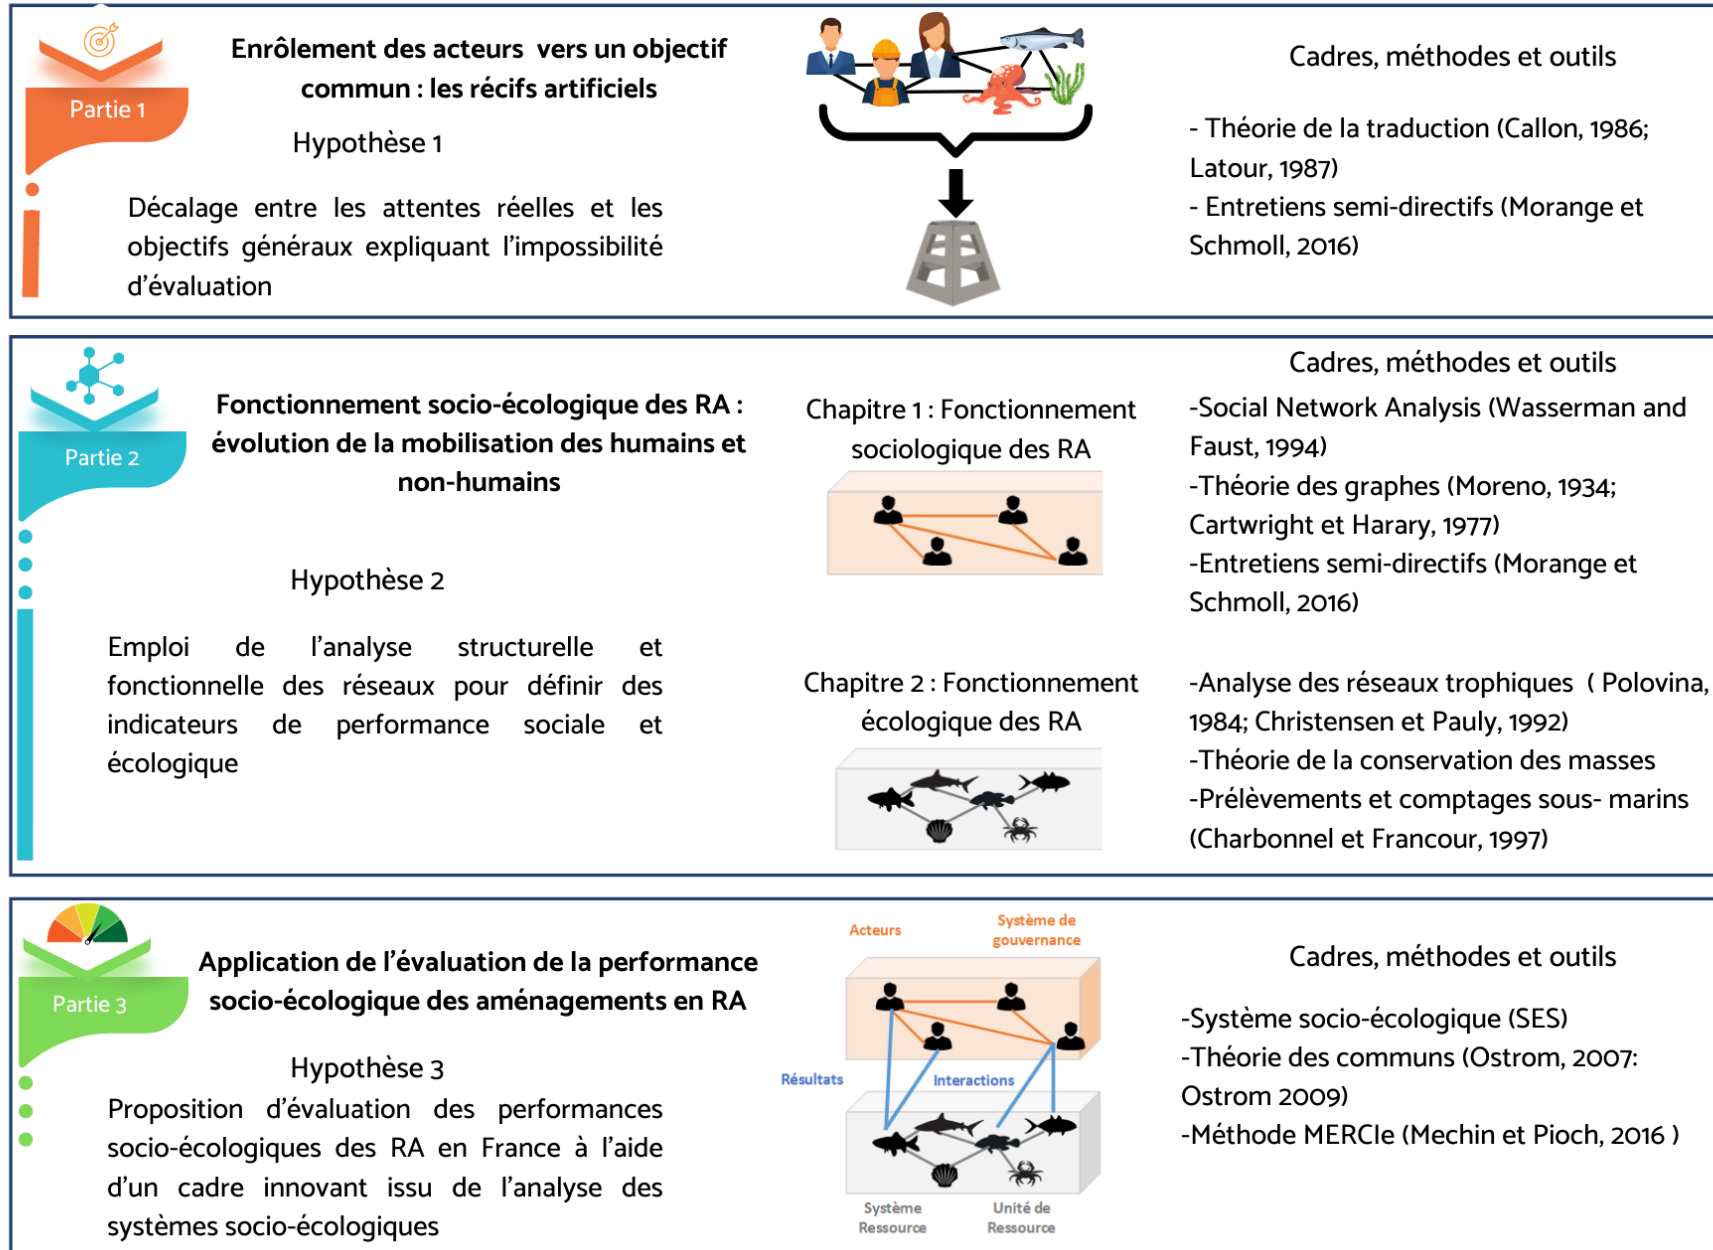 Partie 1
Enrôlement des acteurs vers un objectif
commun : les récifs artificiels
Hypothèse 1
Décalage entre les attentes réelles et les
objectifs généraux expliquant l'impossibilité
d'évaluation
Cadres, méthodes et outils
- Théorie de la traduction (Callon, 1986;
Latour, 1987)
- Entretiens semi-directifs (Morange et
Schmoll, 2016)
Partie 2
Fonctionnement socio-écologique des RA :
évolution de la mobilisation des humains et
non-humains
Hypothèse 2
Emploi de l'analyse structurelle et
fonctionnelle des réseaux pour définir des
indicateurs de performance sociale et
écologique
Chapitre 1 : Fonctionnement
sociologique des RA
Chapitre 2 : Fonctionnement
écologique des RA
Cadres, méthodes et outils
-Social Network Analysis (Wasserman and
Faust, 1994)
-Théorie des graphes (Moreno, 1934;
Cartwright et Harary, 1977)
-Entretiens semi-directifs (Morange et
Schmoll, 2016)
-Analyse des réseaux trophiques ( Polovina,
1984; Christensen et Pauly, 1992)
-Théorie de la conservation des masses
-Prélèvements et comptages sous- marins
(Charbonnel et Francour, 1997)
Partie 3
Application de l'évaluation de la performance
socio-écologique des aménagements en RA
Hypothèse 3
Proposition d'évaluation des performances
socio-écologiques des RA en France à l'aide
d'un cadre innovant issu de l'analyse des
systèmes socio-écologiques
Acteurs
Système de
gouvernance
Résultats
Interactions
Système
Ressource
Unité de
Ressource
Cadres, méthodes et outils
-Système socio-écologique (SES)
-Théorie des communs (Ostrom, 2007:
Ostrom 2009)
-Méthode MERCIe (Mechin et Pioch, 2016 )